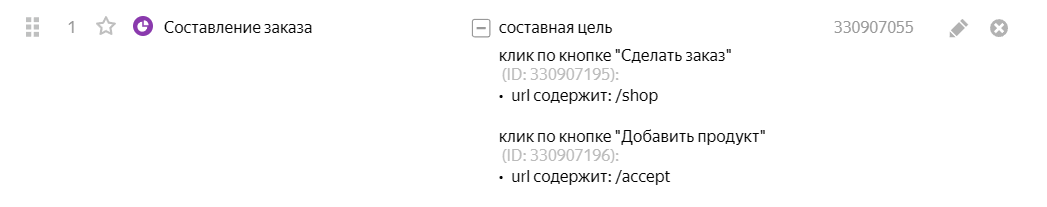 1 Составление заказа составная цель 330907055
клик по кнопке "Сделать заказ"
(ID: 330907195):
• url содержит: /shop
клик по кнопке "Добавить продукт"
(ID: 330907196):
• url содержит: /accept